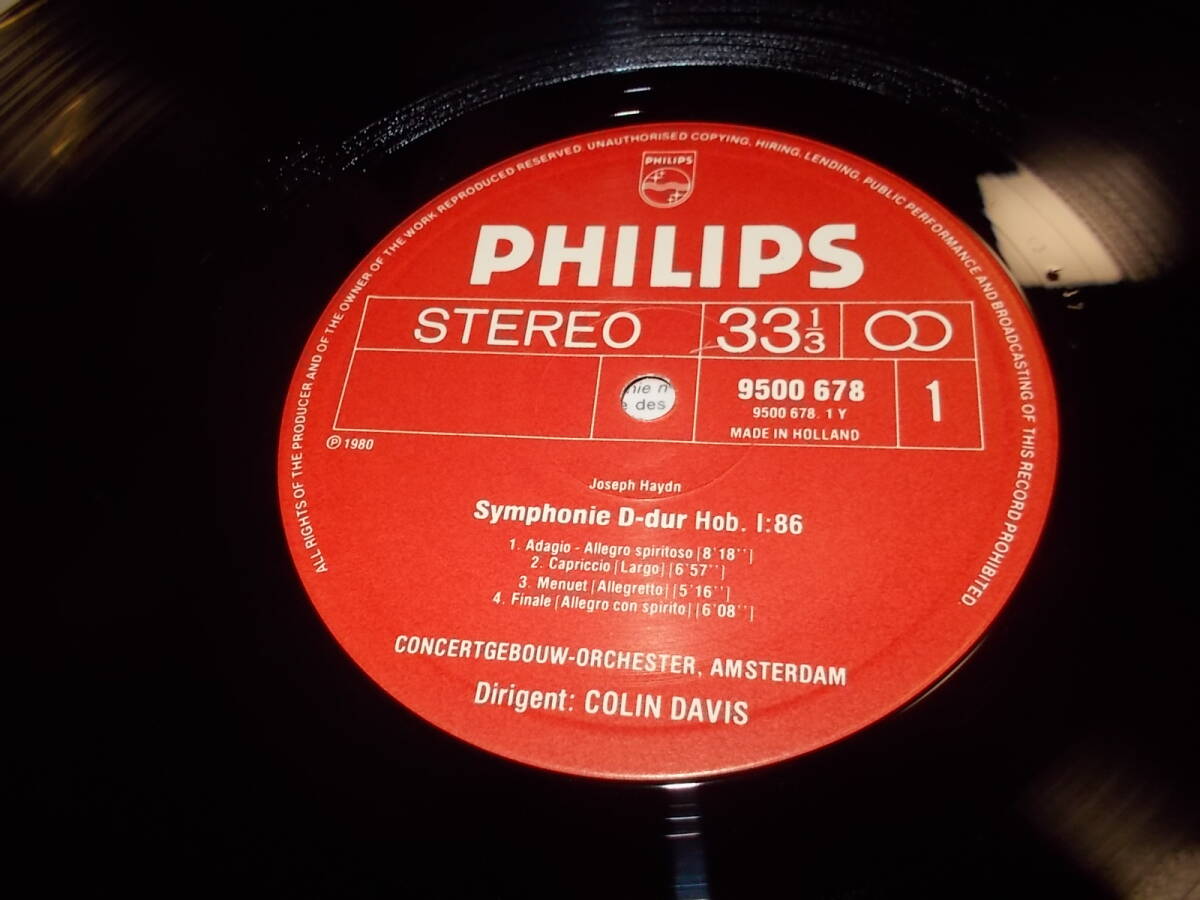 ALL RIGHTS OF THE PRODUCER AND OF THE OWNER OF THE WORK REPRODUCED RESERVED. UNAUTHORISED COPYING, HIRING, LENDING, PUBLIC PERFORMANCE AND BROADCASTING OF THIS RECORD PROHIBITED.
PHILIPS
PHILIPS
STEREO
33 1/3
9500 678
9500 678. 1 Y
MADE IN HOLLAND
1
des
℗ 1980
Joseph Haydn
Symphonie D-dur Hob. I:86
1. Adagio - Allegro spiritoso [8'18'']
2. Capriccio [Largo] [6'57'']
3. Menuet [Allegretto] [5'16'']
4. Finale [Allegro con spirito] [6'08'']
CONCERTGEBOUW-ORCHESTER, AMSTERDAM
Dirigent: COLIN DAVIS